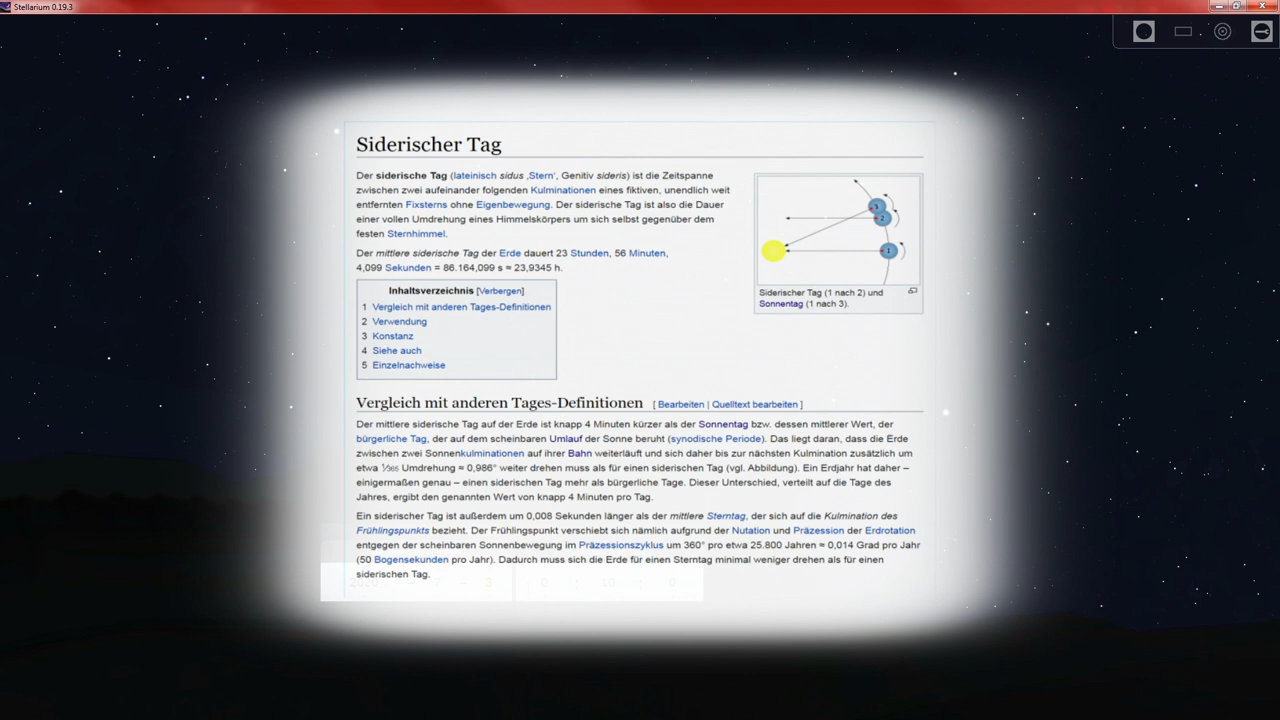 Stellarium 0.19.3
Siderischer Tag
Der siderische Tag (lateinisch sidus ‚Stern', Genitiv sideris) ist die Zeitspanne
zwischen zwei aufeinander folgenden Kulminationen eines fiktiven, unendlich weit
entfernten Fixsterns ohne Eigenbewegung. Der siderische Tag ist also die Dauer
einer vollen Umdrehung eines Himmelskörpers um sich selbst gegenüber dem
festen Sternhimmel.
Der mittlere siderische Tag der Erde dauert 23 Stunden, 56 Minuten,
4,099 Sekunden = 86.164,099 s ≈ 23,9345 h.
3
2
1
Siderischer Tag (1 nach 2) und
Sonnentag (1 nach 3).
Inhaltsverzeichnis [Verbergen]
1 Vergleich mit anderen Tages-Definitionen
2 Verwendung
3 Konstanz
4 Siehe auch
5 Einzelnachweise
Vergleich mit anderen Tages-Definitionen [ Bearbeiten | Quelltext bearbeiten ]
Der mittlere siderische Tag auf der Erde ist knapp 4 Minuten kürzer als der Sonnentag bzw. dessen mittlerer Wert, der
bürgerliche Tag, der auf dem scheinbaren Umlauf der Sonne beruht (synodische Periode). Das liegt daran, dass die Erde
zwischen zwei Sonnenkulminationen auf ihrer Bahn weiterläuft und sich daher bis zur nächsten Kulmination zusätzlich um
etwa 1⁄365 Umdrehung ≈ 0,986° weiter drehen muss als für einen siderischen Tag (vgl. Abbildung). Ein Erdjahr hat daher –
einigermaßen genau – einen siderischen Tag mehr als bürgerliche Tage. Dieser Unterschied, verteilt auf die Tage des
Jahres, ergibt den genannten Wert von knapp 4 Minuten pro Tag.
Ein siderischer Tag ist außerdem um 0,008 Sekunden länger als der mittlere Sterntag, der sich auf die Kulmination des
Frühlingspunkts bezieht. Der Frühlingspunkt verschiebt sich nämlich aufgrund der Nutation und Präzession der Erdrotation
entgegen der scheinbaren Sonnenbewegung im Präzessionszyklus um 360° pro etwa 25.800 Jahren ≈ 0,014 Grad pro Jahr
(50 Bogensekunden pro Jahr). Dadurch muss sich die Erde für einen Sterntag minimal weniger drehen als für einen
siderischen Tag.